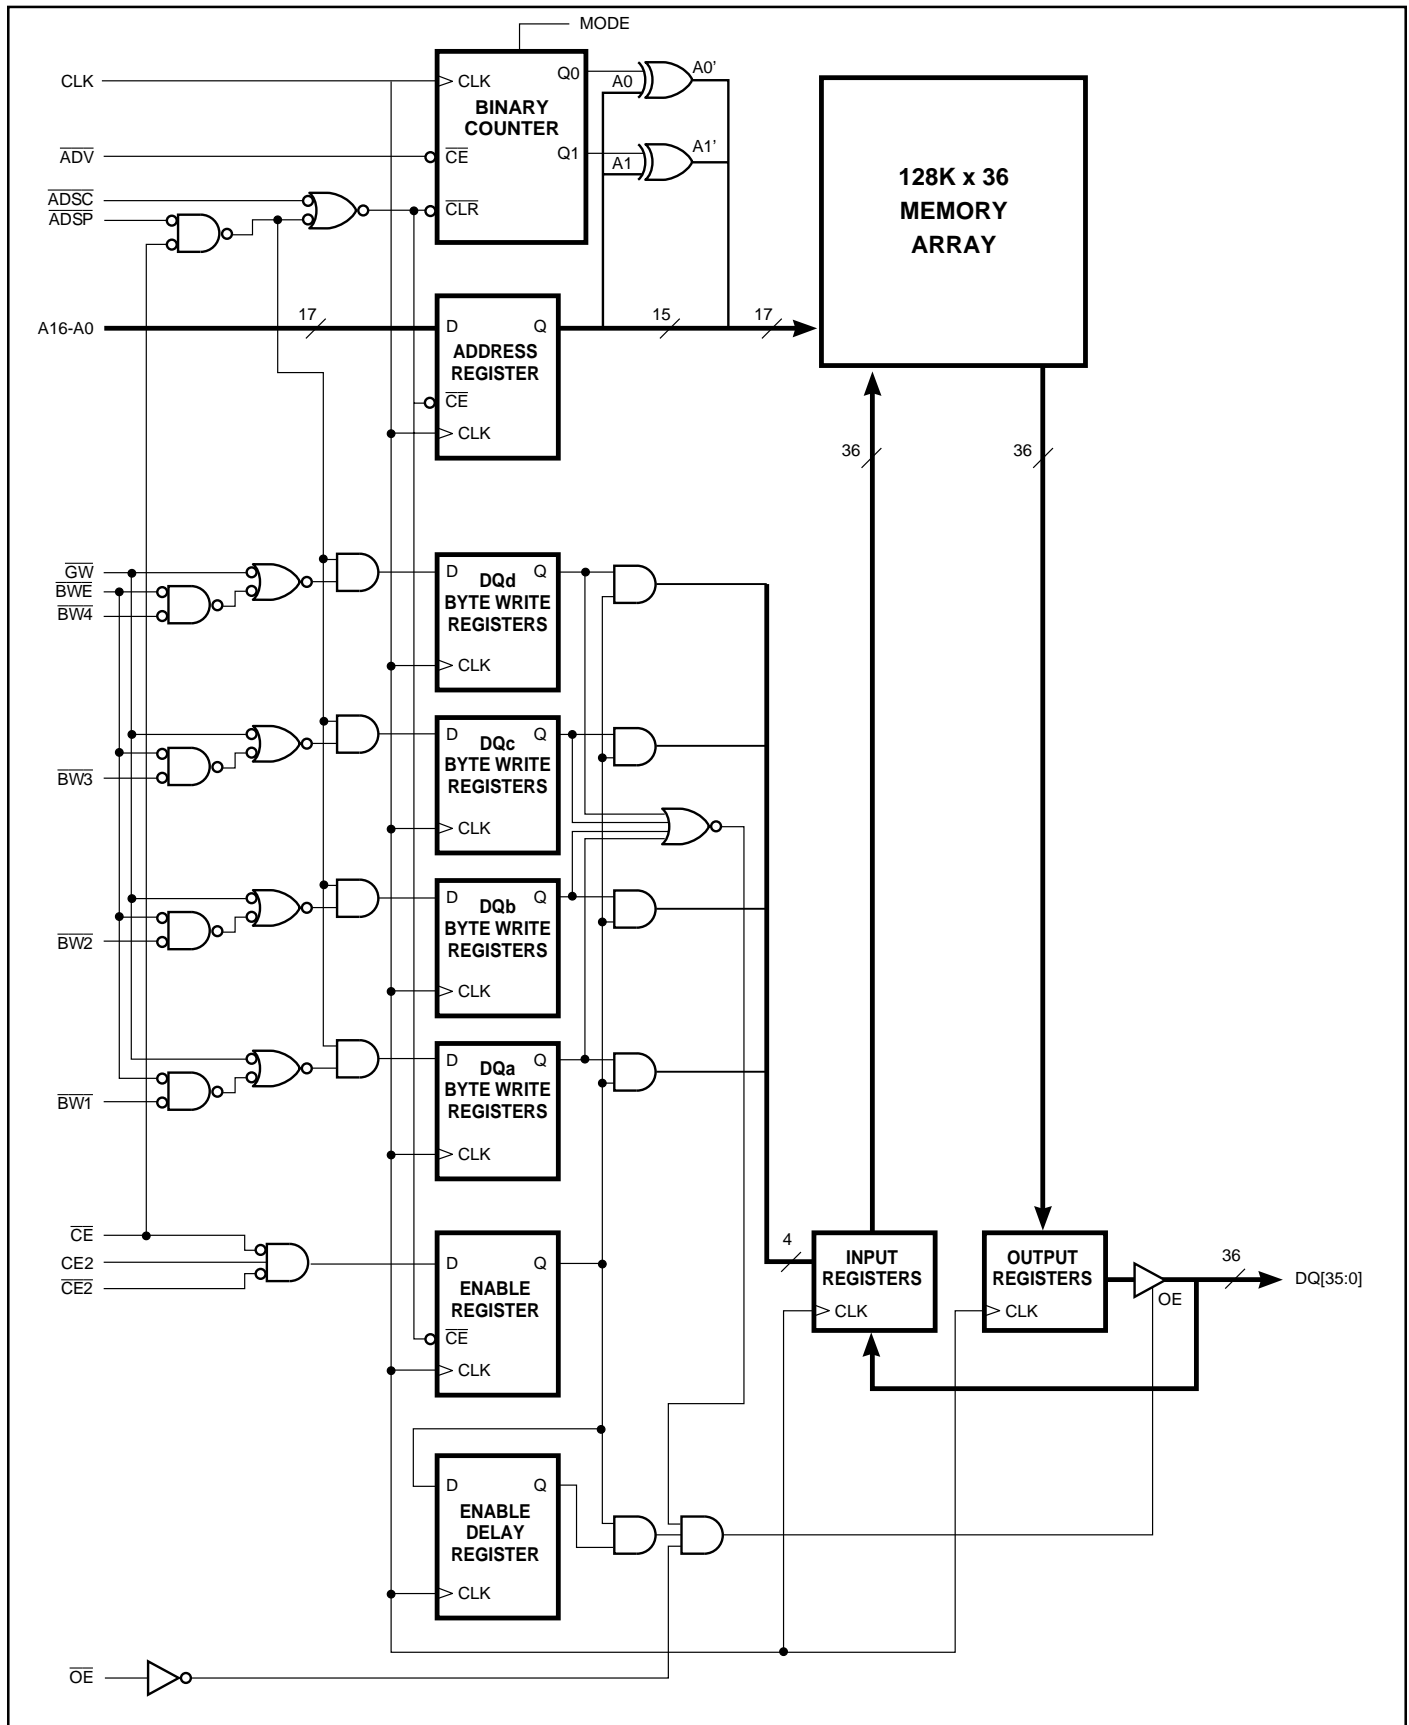 MODE
CLK
CLK
Q0
A0
A0'
BINARY
COUNTER
ADV
CE
Q1
A1
A1'
128K x 36
MEMORY
ARRAY
ADSC
ADSP
CLR
A16-A0
17
D
Q
15
17
ADDRESS
REGISTER
CE
CLK
36
36
GW
BWE
BW4
D
Q
DQd
BYTE WRITE
REGISTERS
CLK
BW3
D
Q
DQc
BYTE WRITE
REGISTERS
CLK
BW2
D
Q
DQb
BYTE WRITE
REGISTERS
CLK
BW1
D
Q
DQa
BYTE WRITE
REGISTERS
CLK
CE
CE2
CE2
D
Q
ENABLE
REGISTER
CE
CLK
4
INPUT
REGISTERS
CLK
OUTPUT
REGISTERS
CLK
OE
36
DQ[35:0]
D
Q
ENABLE
DELAY
REGISTER
CLK
OE